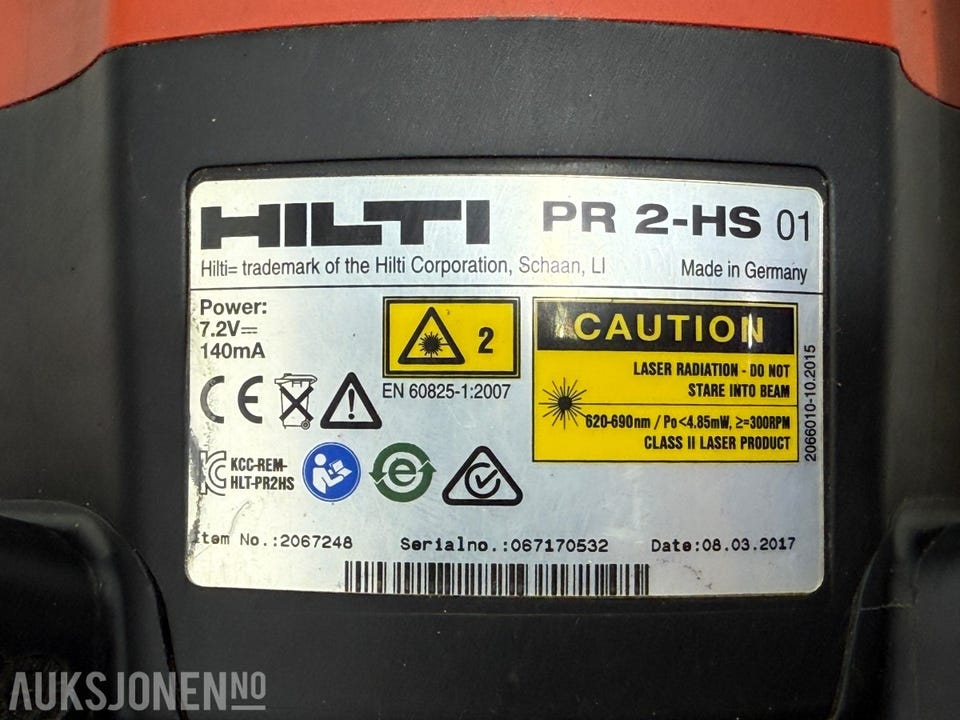 HILTI PR 2-HS 01
Hilti= trademark of the Hilti Corporation, Schaan, LI Made in Germany
Power:
7.2V⎓
140mA
2
EN 60825-1:2007
CAUTION
LASER RADIATION - DO NOT
STARE INTO BEAM
620-690nm / Po<4.85mW, >=300RPM
CLASS II LASER PRODUCT
2066010-10.2015
CE
KCC-REM-
HLT-PR2HS
Item No.:2067248 Serialno.:067170532 Date:08.03.2017
AUKSJONEN NO